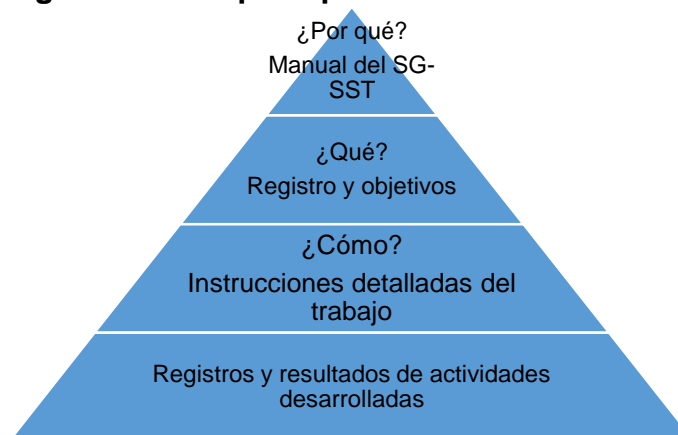 ¿Por qué?
Manual del SG-
SST
¿Qué?
Registro y objetivos
¿Cómo?
Instrucciones detalladas del
trabajo
Registros y resultados de actividades
desarrolladas